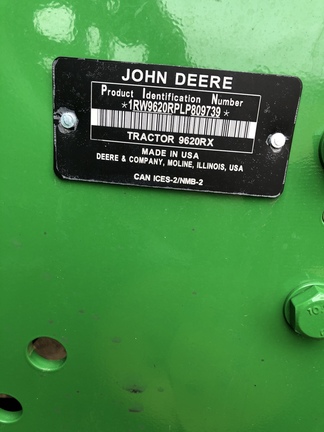 JOHN DEERE
Product Identification Number
*1RW9620RPLP809739*
TRACTOR 9620RX
MADE IN USA
DEERE & COMPANY, MOLINE, ILLINOIS, USA
CAN ICES-2/NMB-2
10